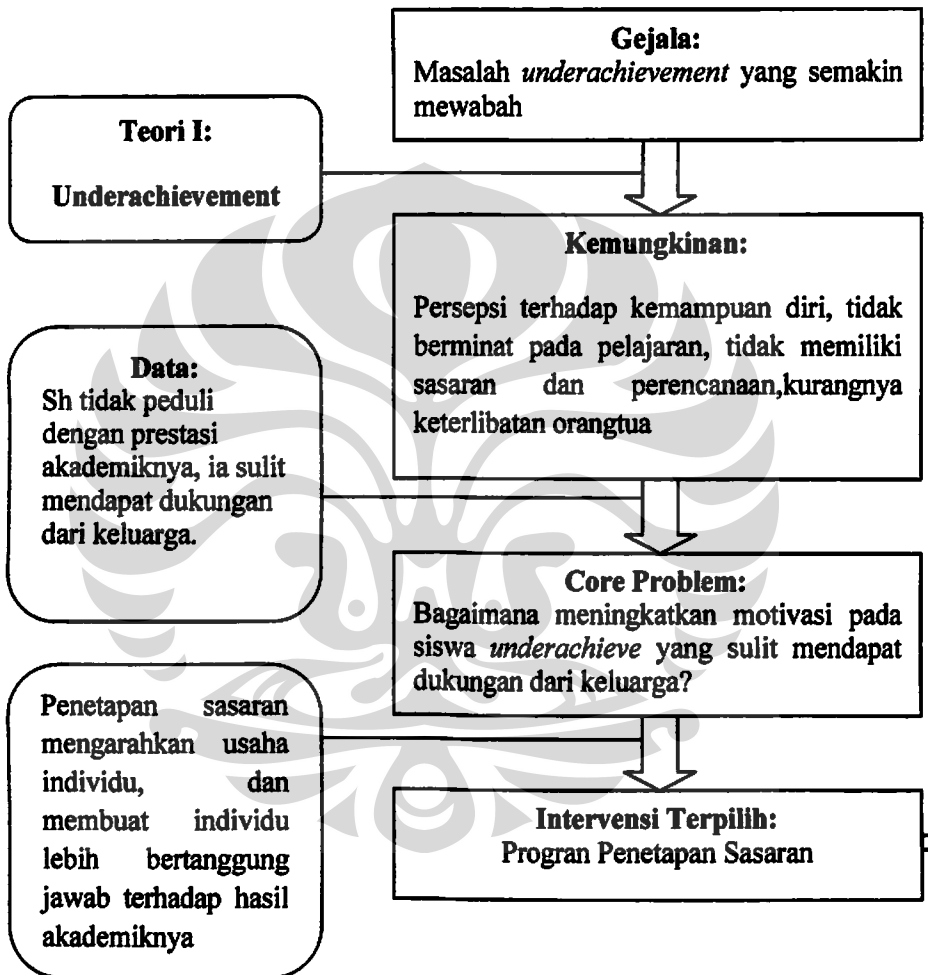 Gejala:
Masalah underachievement yang semakin
mewabah
Teori I:
Underachievement
Kemungkinan:
Persepsi terhadap kemampuan diri, tidak
berminat pada pelajaran, tidak memiliki
sasaran dan perencanaan,kurangnya
keterlibatan orangtua
Data:
Sh tidak peduli
dengan prestasi
akademiknya, ia sulit
mendapat dukungan
dari keluarga.
Core Problem:
Bagaimana meningkatkan motivasi pada
siswa underachieve yang sulit mendapat
dukungan dari keluarga?
Penetapan sasaran
mengarahkan usaha
individu, dan
membuat individu
lebih bertanggung
jawab terhadap hasil
akademiknya
Intervensi Terpilih:
Progran Penetapan Sasaran